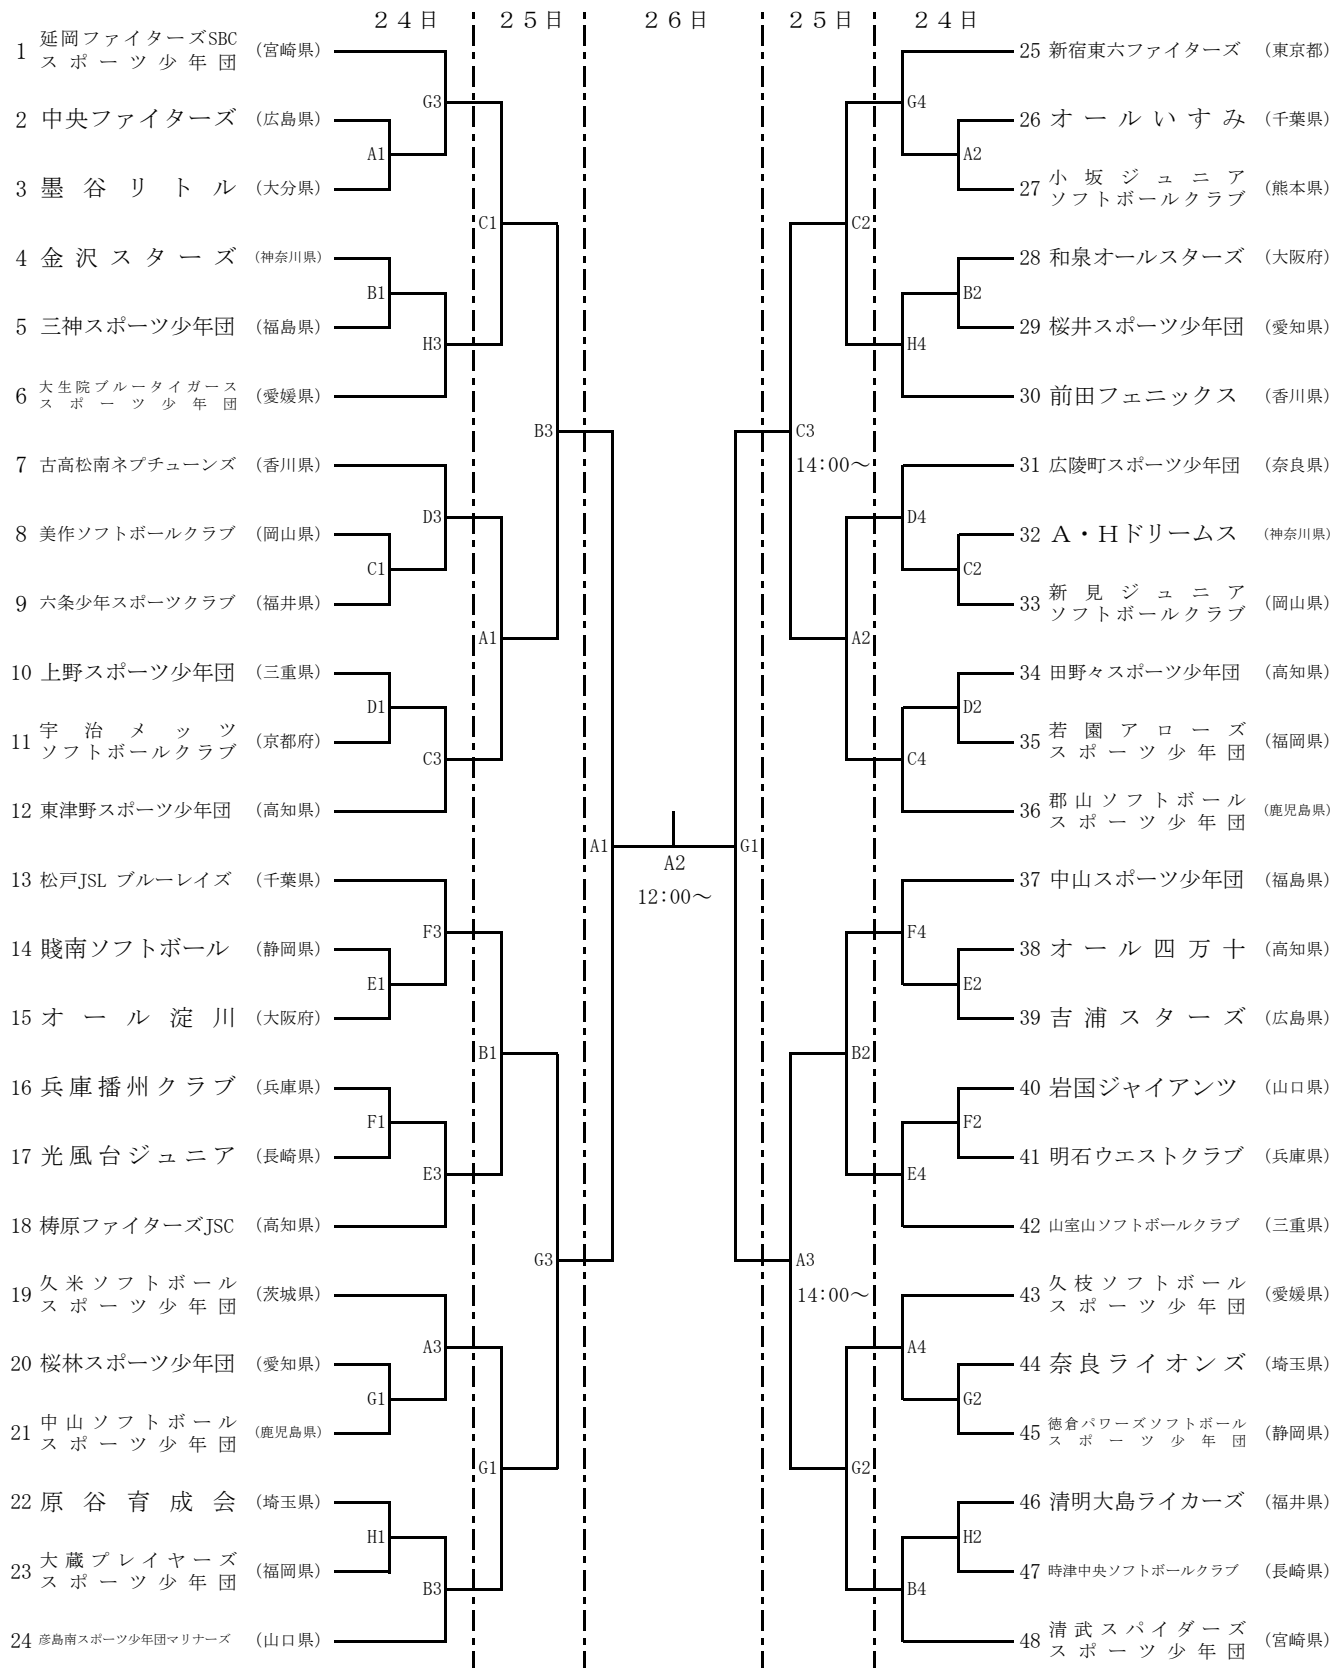 ２４日 ２５日 ２６日 ２５日 ２４日
1 延岡ファイターズSBC
スポーツ少年団 （宮崎県）
G3
2 中央ファイターズ （広島県）
A1
3 墨谷リトル （大分県）
C1
4 金沢スターズ （神奈川県）
B1
5 三神スポーツ少年団 （福島県）
H3
6 大生院ブルータイガース
スポーツ少年団 （愛媛県）
B3
7 古高松南ネプチューンズ （香川県）
D3
8 美作ソフトボールクラブ （岡山県）
C1
9 六条少年スポーツクラブ （福井県）
A1
10 上野スポーツ少年団 （三重県）
D1
11 宇治メッツ
ソフトボールクラブ （京都府）
C3
12 東津野スポーツ少年団 （高知県）
A1
13 松戸JSL ブルーレイズ （千葉県）
F3
14 賤南ソフトボール （静岡県）
E1
15 オール淀川 （大阪府）
B1
16 兵庫播州クラブ （兵庫県）
F1
17 光風台ジュニア （長崎県）
E3
18 梼原ファイターズJSC （高知県）
G3
19 久米ソフトボール
スポーツ少年団 （茨城県）
A3
20 桜林スポーツ少年団 （愛知県）
G1
21 中山ソフトボール
スポーツ少年団 （鹿児島県）
G1
22 原谷育成会 （埼玉県）
H1
23 大蔵プレイヤーズ
スポーツ少年団 （福岡県）
B3
24 彦島南スポーツ少年団マリナーズ （山口県）
A2
12:00～
25 新宿東六ファイターズ （東京都）
G4
26 オールいすみ （千葉県）
A2
27 小坂ジュニア
ソフトボールクラブ （熊本県）
C2
28 和泉オールスターズ （大阪府）
B2
29 桜井スポーツ少年団 （愛知県）
H4
30 前田フェニックス （香川県）
C3
14:00～
31 広陵町スポーツ少年団 （奈良県）
D4
32 Ａ・Ｈドリームス （神奈川県）
C2
33 新見ジュニア
ソフトボールクラブ （岡山県）
A2
34 田野々スポーツ少年団 （高知県）
D2
35 若園アローズ
スポーツ少年団 （福岡県）
C4
36 郡山ソフトボール
スポーツ少年団 （鹿児島県）
G1
37 中山スポーツ少年団 （福島県）
F4
38 オール四万十 （高知県）
E2
39 吉浦スターズ （広島県）
B2
40 岩国ジャイアンツ （山口県）
F2
41 明石ウエストクラブ （兵庫県）
E4
42 山室山ソフトボールクラブ （三重県）
A3
14:00～
43 久枝ソフトボール
スポーツ少年団 （愛媛県）
A4
44 奈良ライオンズ （埼玉県）
G2
45 徳倉パワーズソフトボール
スポーツ少年団 （静岡県）
G2
46 清明大島ライカーズ （福井県）
H2
47 時津中央ソフトボールクラブ （長崎県）
B4
48 清武スパイダーズ
スポーツ少年団 （宮崎県）